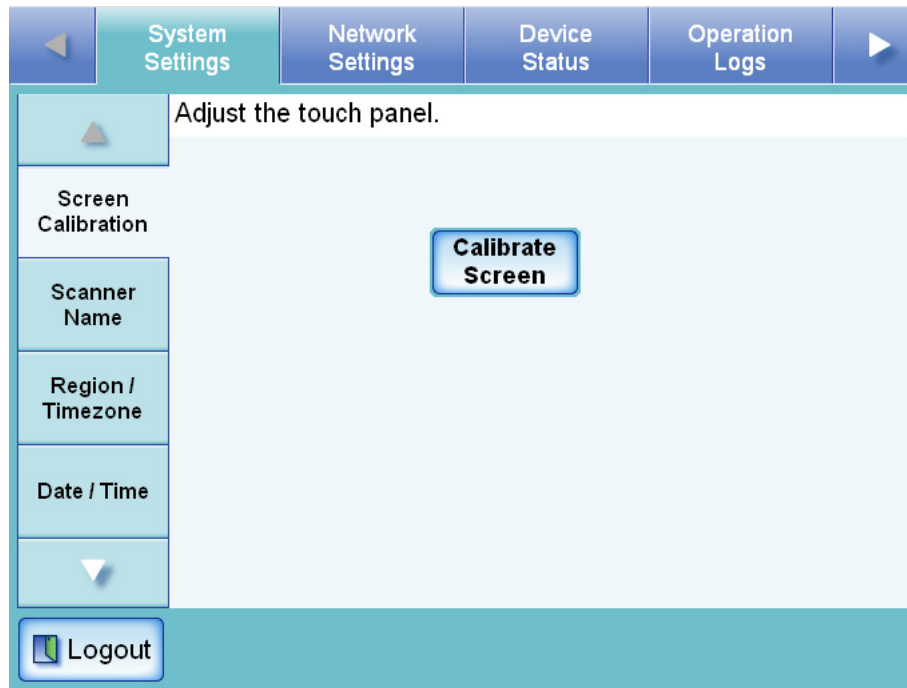 System
Settings
Network
Settings
Device
Status
Operation
Logs
Adjust the touch panel.
Screen
Calibration
Calibrate
Screen
Scanner
Name
Region /
Timezone
Date / Time
Logout